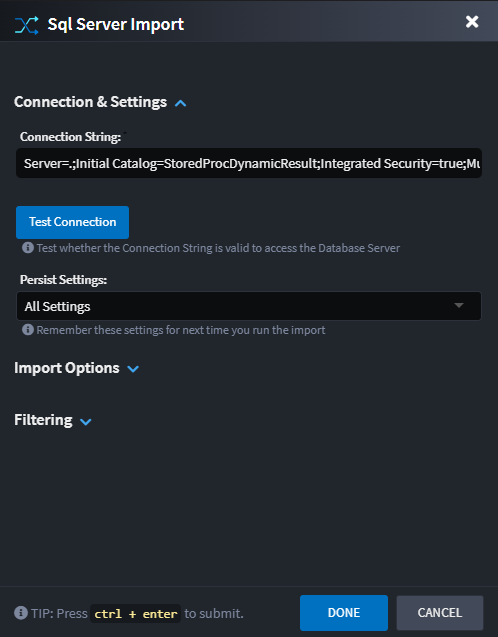 Sql Server Import
Connection & Settings
Connection String:
Server=.;Initial Catalog=StoredProcDynamicResult;Integrated Security=true;Mu
Test Connection
Test whether the Connection String is valid to access the Database Server
Persist Settings:
All Settings
Remember these settings for next time you run the import
Import Options
Filtering
TIP: Press ctrl + enter to submit.
DONE
CANCEL